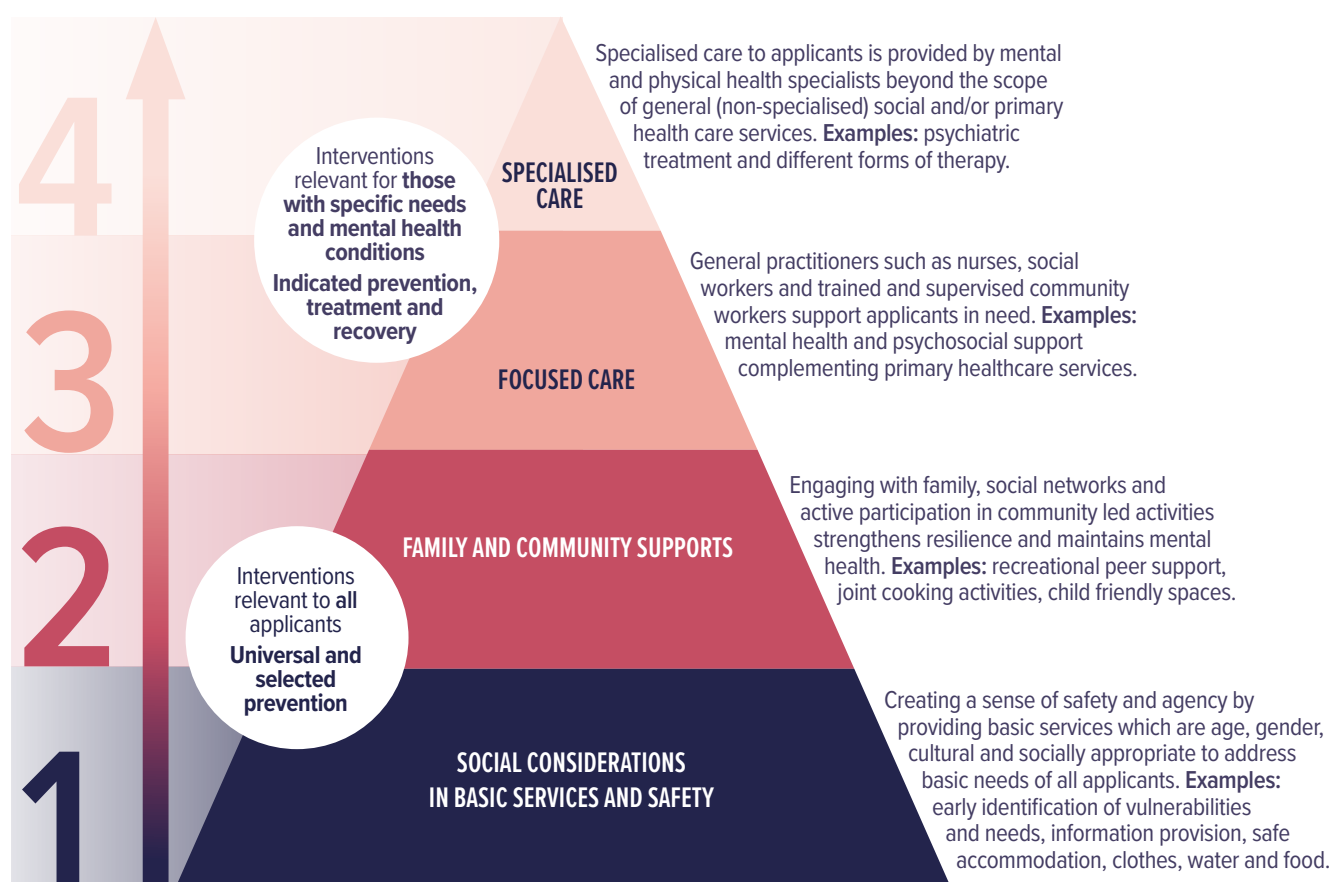 4
Specialised care to applicants is provided by mental
and physical health specialists beyond the scope
of general (non-specialised) social and/or primary
health care services. Examples: psychiatric
treatment and different forms of therapy.
SPECIALISED
CARE
Interventions
relevant for those
with specific needs
and mental health
conditions
Indicated prevention,
treatment and
recovery
3
General practitioners such as nurses, social
workers and trained and supervised community
workers support applicants in need. Examples:
mental health and psychosocial support
complementing primary healthcare services.
FOCUSED CARE
2
Engaging with family, social networks and
active participation in community led activities
strengthens resilience and maintains mental
health. Examples: recreational peer support,
joint cooking activities, child friendly spaces.
FAMILY AND COMMUNITY SUPPORTS
Interventions
relevant to all
applicants
Universal and
selected
prevention
1
Creating a sense of safety and agency by
providing basic services which are age, gender,
cultural and socially appropriate to address
basic needs of all applicants. Examples:
early identification of vulnerabilities
and needs, information provision, safe
accommodation, clothes, water and food.
SOCIAL CONSIDERATIONS
IN BASIC SERVICES AND SAFETY